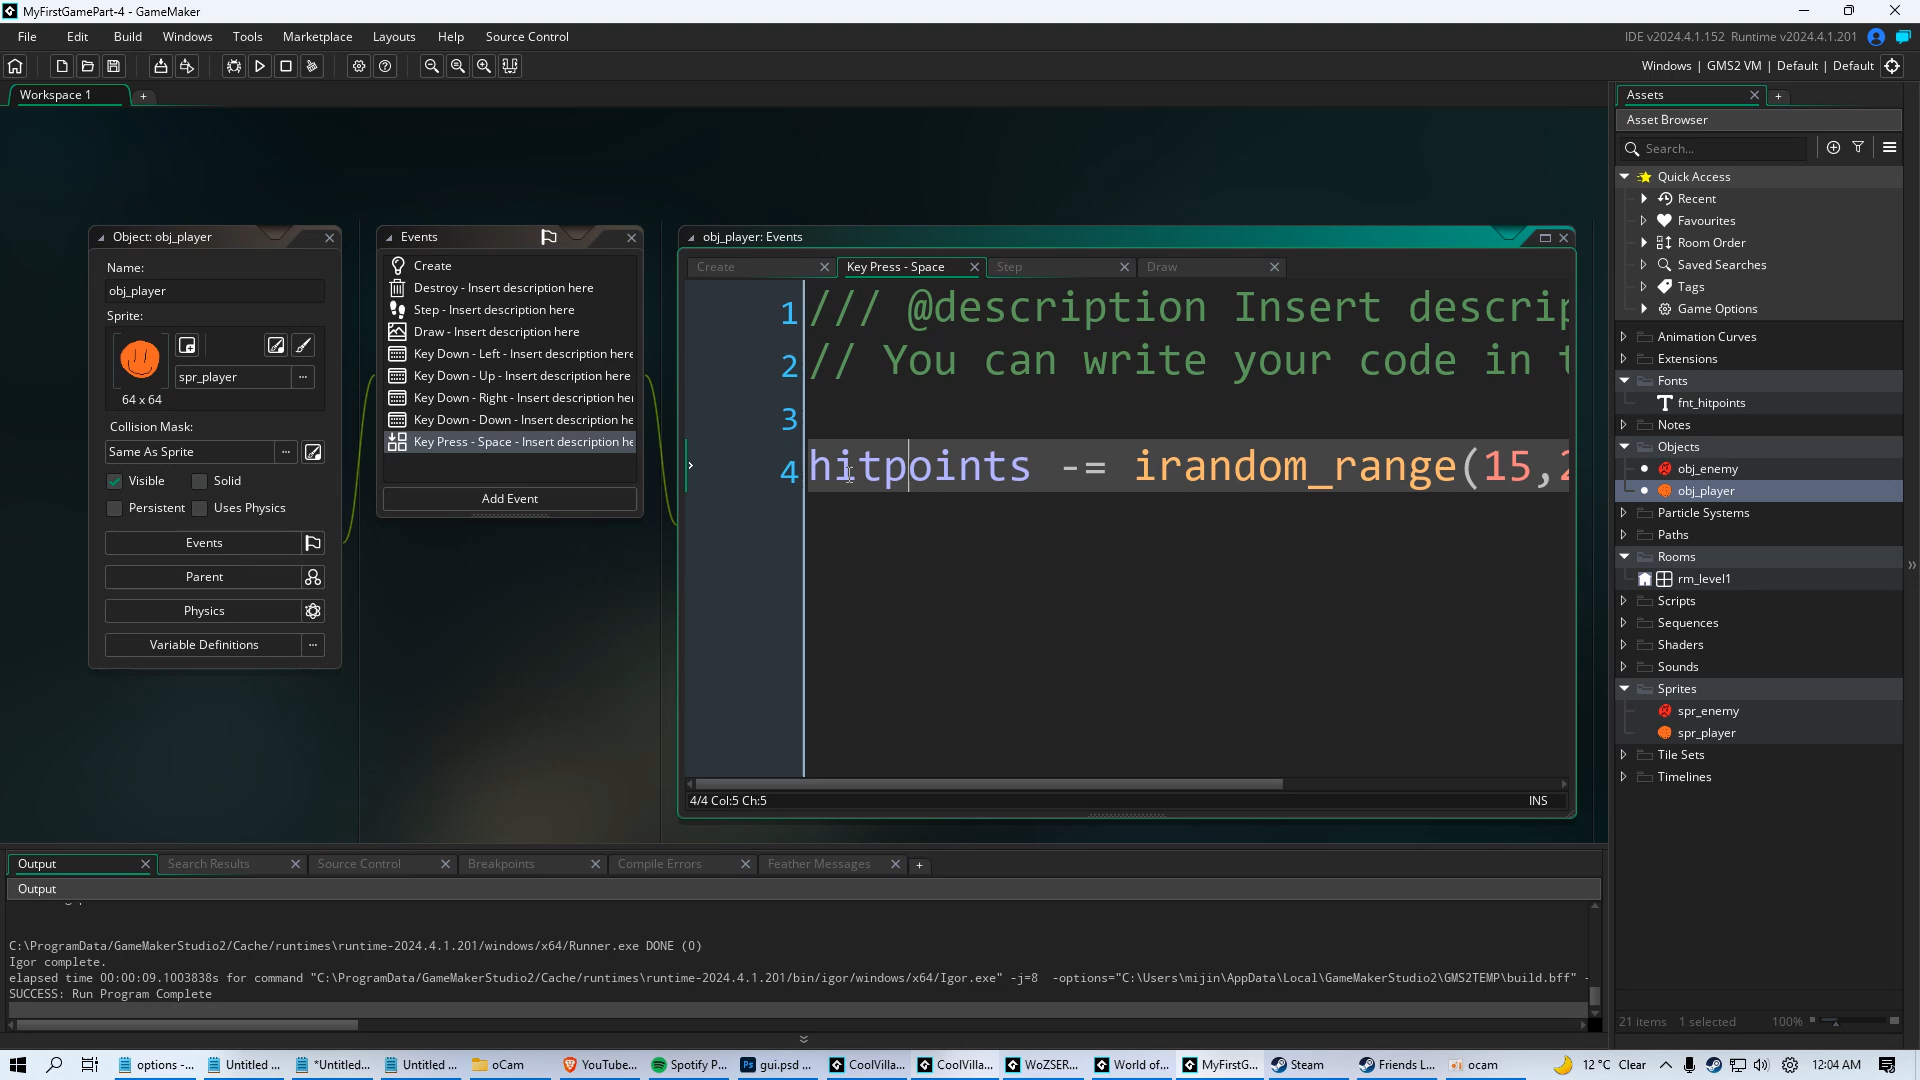 MyFirstGamePart-4 - GameMaker
File Edit Build Windows Tools Marketplace Layouts Help Source Control
IDE v2024.4.1.152 Runtime v2024.4.1.201
Windows | GMS2 VM | Default | Default
Workspace 1
Object: obj_player
Name:
obj_player
Sprite:
spr_player
64 x 64
Collision Mask:
Same As Sprite
Visible Solid
Persistent Uses Physics
Events
Parent
Physics
Variable Definitions
Events
Create
Destroy - Insert description here
Step - Insert description here
Draw - Insert description here
Key Down - Left - Insert description here
Key Down - Up - Insert description here
Key Down - Right - Insert description her
Key Down - Down - Insert description he
Key Press - Space - Insert description he
Add Event
obj_player: Events
Create Key Press - Space Step Draw
1 /// @description Insert descrip
2 // You can write your code in t
3
4 hitpoints -= irandom_range(15,2
4/4 Col:5 Ch:5 INS
Assets
Asset Browser
Search...
Quick Access
Recent
Favourites
Room Order
Saved Searches
Tags
Game Options
Animation Curves
Extensions
Fonts
fnt_hitpoints
Notes
Objects
obj_enemy
obj_player
Particle Systems
Paths
Rooms
rm_level1
Scripts
Sequences
Shaders
Sounds
Sprites
spr_enemy
spr_player
Tile Sets
Timelines
21 items 1 selected 100%
Output Search Results Source Control Breakpoints Compile Errors Feather Messages
Output
C:\ProgramData/GameMakerStudio2/Cache/runtimes\runtime-2024.4.1.201/windows/x64/Runner.exe DONE (0)
Igor complete.
elapsed time 00:00:09.1003838s for command "C:\ProgramData/GameMakerStudio2/Cache/runtimes\runtime-2024.4.1.201/bin/igor/windows/x64/Igor.exe" -j=8 -options="C:\Users\mijin\AppData\Local\GameMakerStudio2\GMS2TEMP\build.bff" -
SUCCESS: Run Program Complete
options -... Untitled ... *Untitled... Untitled ... oCam YouTube... Spotify P... gui.psd ... CoolVilla... CoolVilla... WoZSER... World of... MyFirstG... Steam Friends L... ocam 12 °C Clear 12:04 AM